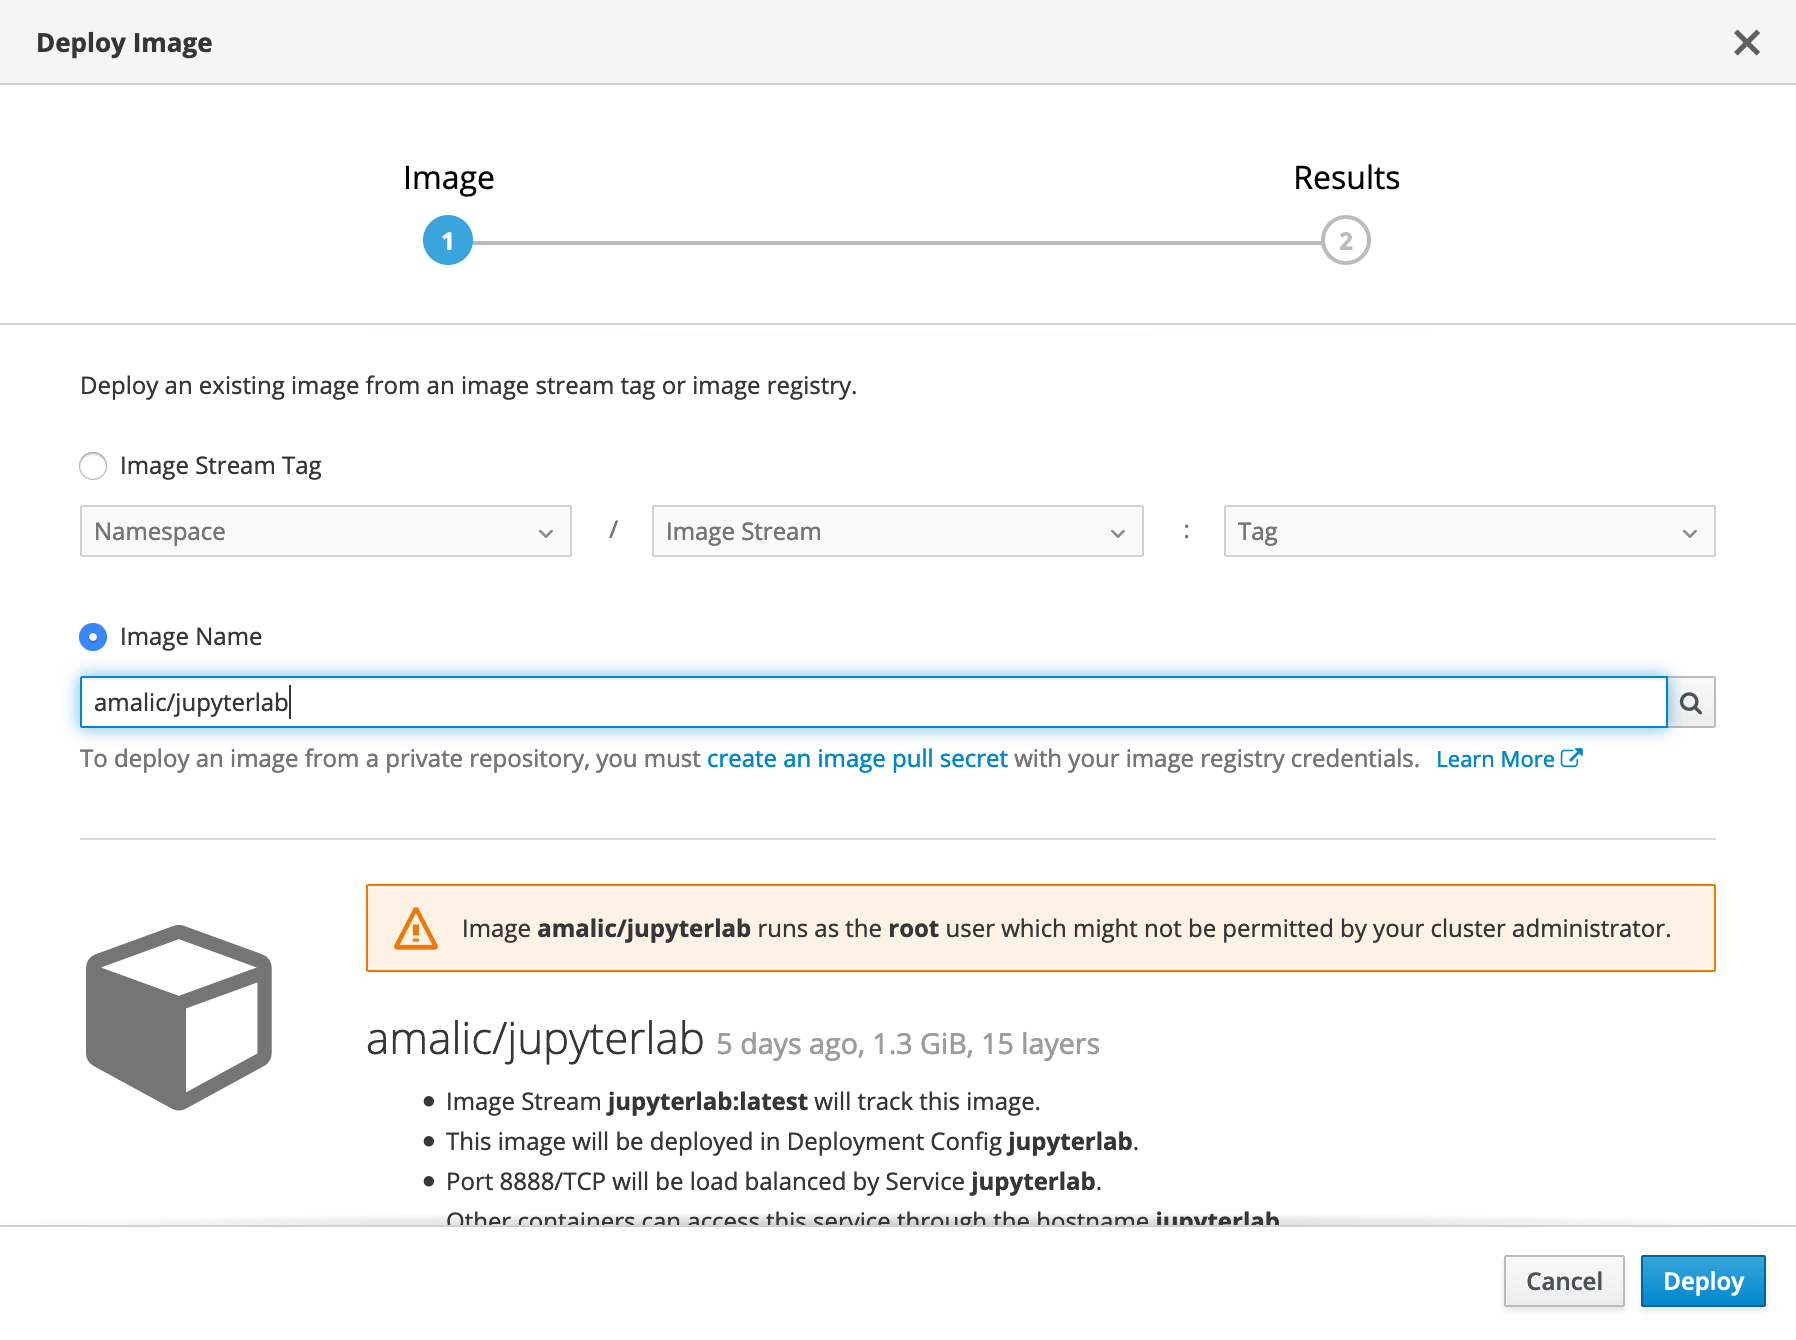 Deploy Image
Image
Results
1
2
Deploy an existing image from an image stream tag or image registry.
Image Stream Tag
Namespace / Image Stream : Tag
Image Name
amalic/jupyterlab
To deploy an image from a private repository, you must create an image pull secret with your image registry credentials. Learn More
Image amalic/jupyterlab runs as the root user which might not be permitted by your cluster administrator.
amalic/jupyterlab 5 days ago, 1.3 GiB, 15 layers
Image Stream jupyterlab:latest will track this image.
This image will be deployed in Deployment Config jupyterlab.
Port 8888/TCP will be load balanced by Service jupyterlab.
Other containers can access this service through the hostname jupyterlab
Cancel
Deploy